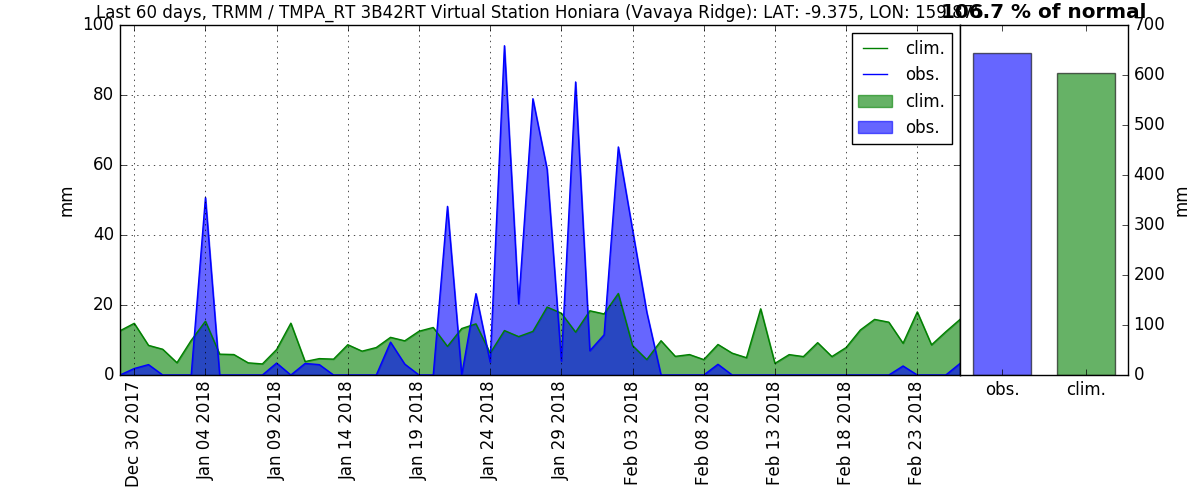 Last 60 days, TRMM / TMPA_RT 3B42RT Virtual Station Honiara (Vavaya Ridge): LAT: -9.375, LON:
106.7 % of normal
100
80
60
40
20
0
mm
clim.
obs.
clim.
obs.
700
600
500
400
300
200
100
0
mm
obs.
clim.
Dec 30 2017
Jan 04 2018
Jan 09 2018
Jan 14 2018
Jan 19 2018
Jan 24 2018
Jan 29 2018
Feb 03 2018
Feb 08 2018
Feb 13 2018
Feb 18 2018
Feb 23 2018